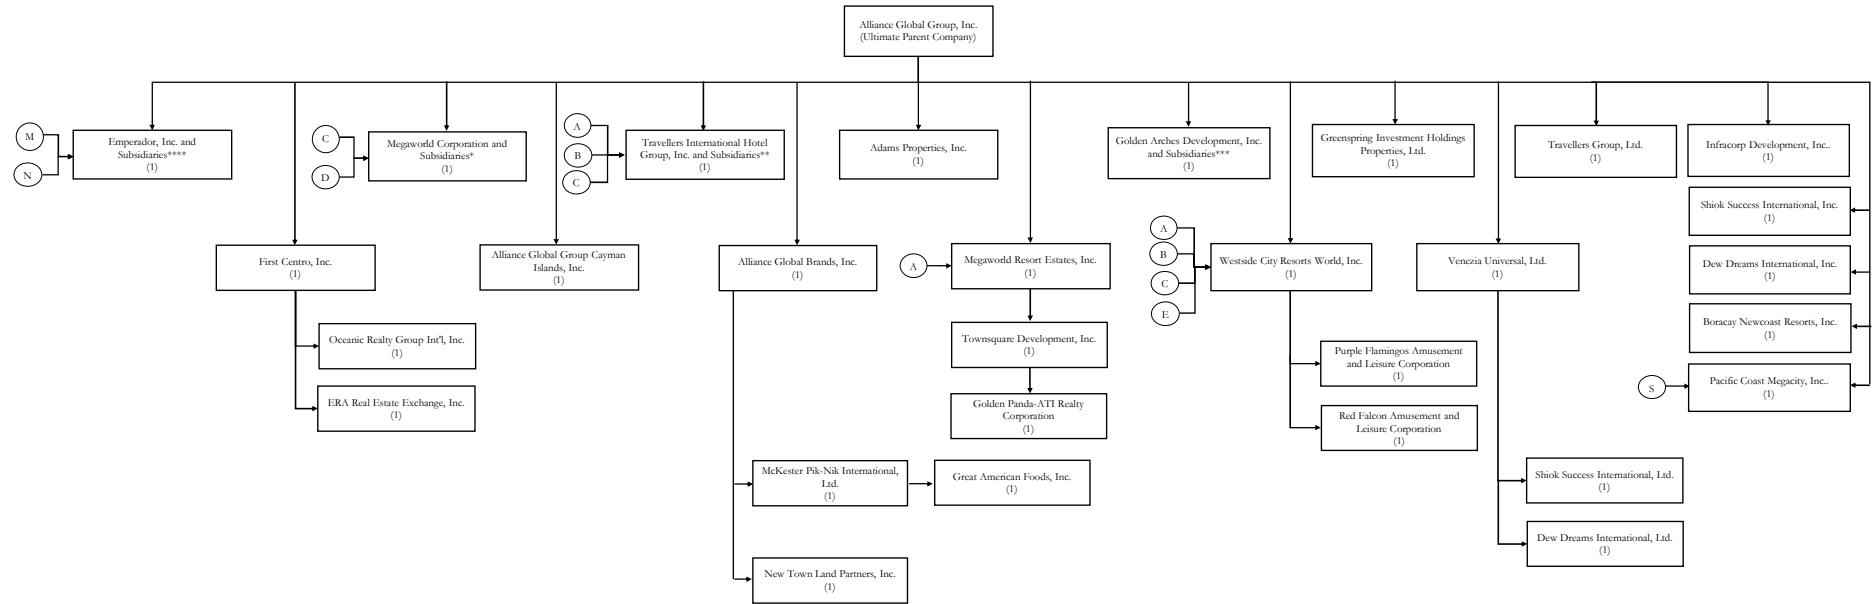 Alliance Global Group, Inc.
(Ultimate Parent Company)
M
N
Emperador, Inc. and
Subsidiaries****
(1)
C
D
Megaworld Corporation and
Subsidiaries*
(1)
A
B
C
Travellers International Hotel
Group, Inc. and Subsidiaries**
(1)
Adams Properties, Inc.
(1)
Golden Arches Development, Inc.
and Subsidiaries***
(1)
Greenspring Investment Holdings
Properties, Ltd.
(1)
Travellers Group, Ltd.
(1)
Infracorp Development, Inc..
(1)
Shiok Success International, Inc.
(1)
Dew Dreams International, Inc.
(1)
Boracay Newcoast Resorts, Inc.
(1)
S
Pacific Coast Megacity, Inc..
(1)
First Centro, Inc.
(1)
Alliance Global Group Cayman
Islands, Inc.
(1)
Alliance Global Brands, Inc.
(1)
A
Megaworld Resort Estates, Inc.
(1)
A
B
C
E
Westside City Resorts World, Inc.
(1)
Venezia Universal, Ltd.
(1)
Oceanic Realty Group Int'l, Inc.
(1)
ERA Real Estate Exchange, Inc.
(1)
Townsquare Development, Inc.
(1)
Golden Panda-ATI Realty
Corporation
(1)
Purple Flamingos Amusement
and Leisure Corporation
(1)
Red Falcon Amusement and
Leisure Corporation
(1)
McKester Pik-Nik International,
Ltd.
(1)
Great American Foods, Inc.
(1)
Shiok Success International, Ltd.
(1)
Dew Dreams International, Ltd.
(1)
New Town Land Partners, Inc.
(1)